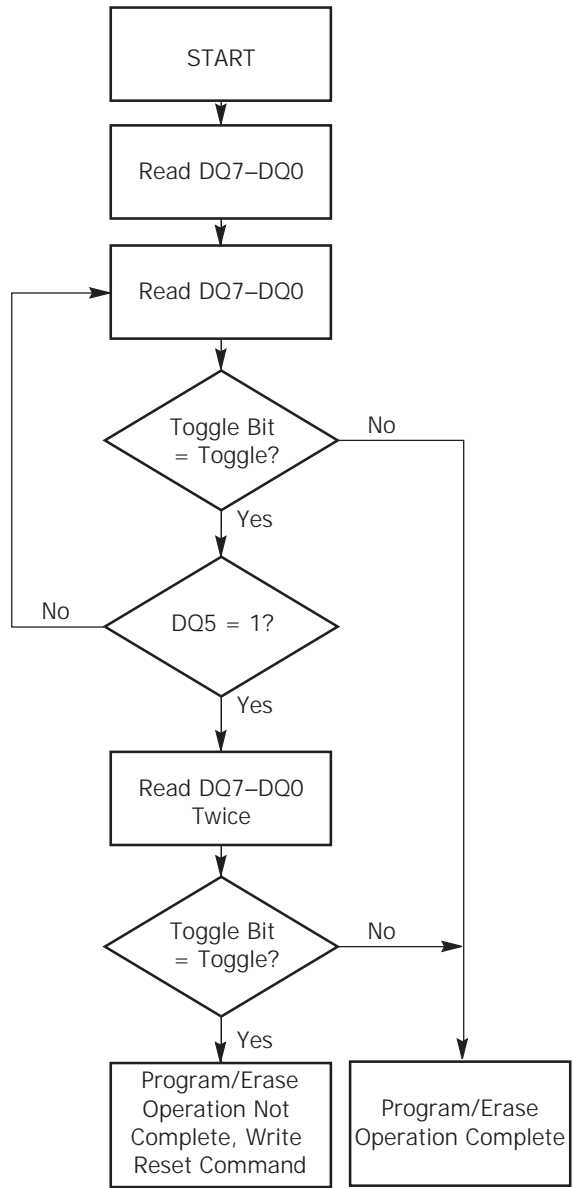 START
Read DQ7–DQ0
Read DQ7–DQ0
Toggle Bit
= Toggle?
No
Yes
No
DQ5 = 1?
Yes
Read DQ7–DQ0
Twice
Toggle Bit
= Toggle?
No
Yes
Program/Erase
Operation Not
Complete, Write
Reset Command
Program/Erase
Operation Complete